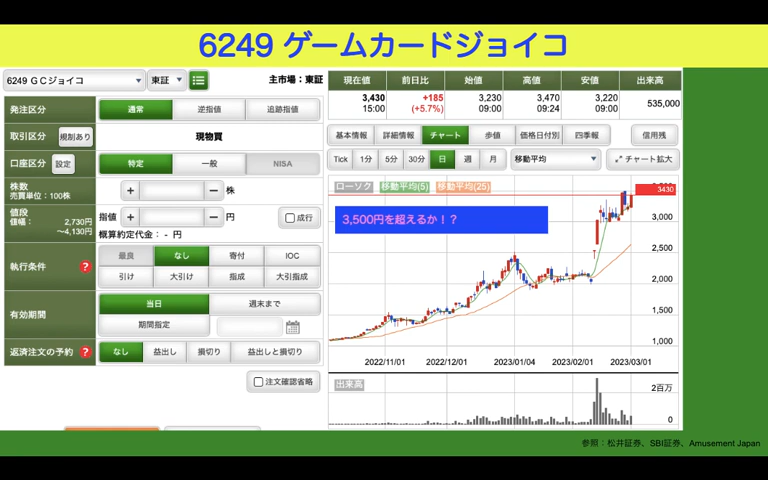 6249 ゲームカードジョイコ
6249 ＧＣジョイコ
東証
主市場：東証
発注区分
通常
逆指値
追跡指値
取引区分
規制あり
現物買
口座区分
設定
特定
一般
NISA
株数
売買単位：100株
+
−
株
値段
値幅： 2,730円
～4,130円
指値
+
−
円
成行
概算約定代金： - 円
執行条件
?
最良
なし
寄付
IOC
引け
大引け
指成
大引指成
有効期間
当日
週末まで
期間指定
返済注文の予約
?
なし
益出し
損切り
益出しと損切り
注文確認省略
現在値 前日比 始値 高値 安値 出来高
3,430 +185 3,230 3,470 3,220 535,000
15:00 (+5.7%) 09:00 09:24 09:00
基本情報 詳細情報 チャート 歩値 価格日付別 四季報 信用残
Tick 1分 5分 30分 日 週 月 移動平均 チャート拡大
ローソク 移動平均(5) 移動平均(25)
3430
3,500円を超えるか！？
3,000
2,500
2,000
1,500
1,000
2022/11/01 2022/12/01 2023/01/04 2023/02/01 2023/03/01
出来高
2百万
0
参照：松井証券、SBI証券、Amusement Japan